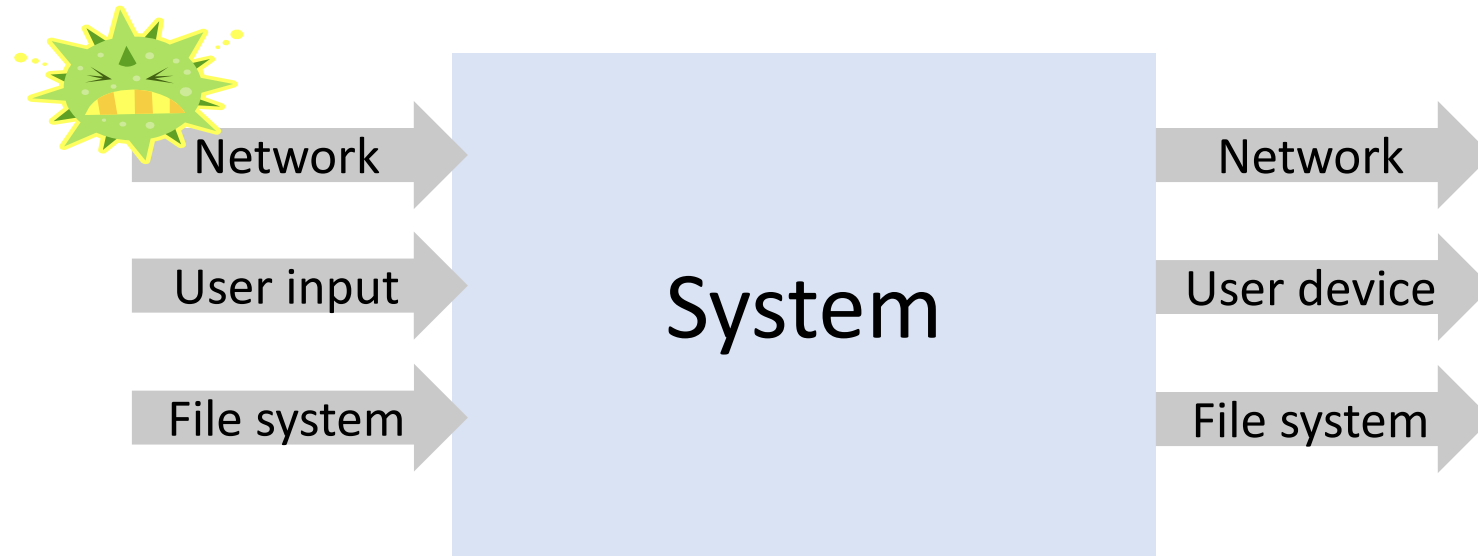 Network
User input
File system
System
Network
User device
File system